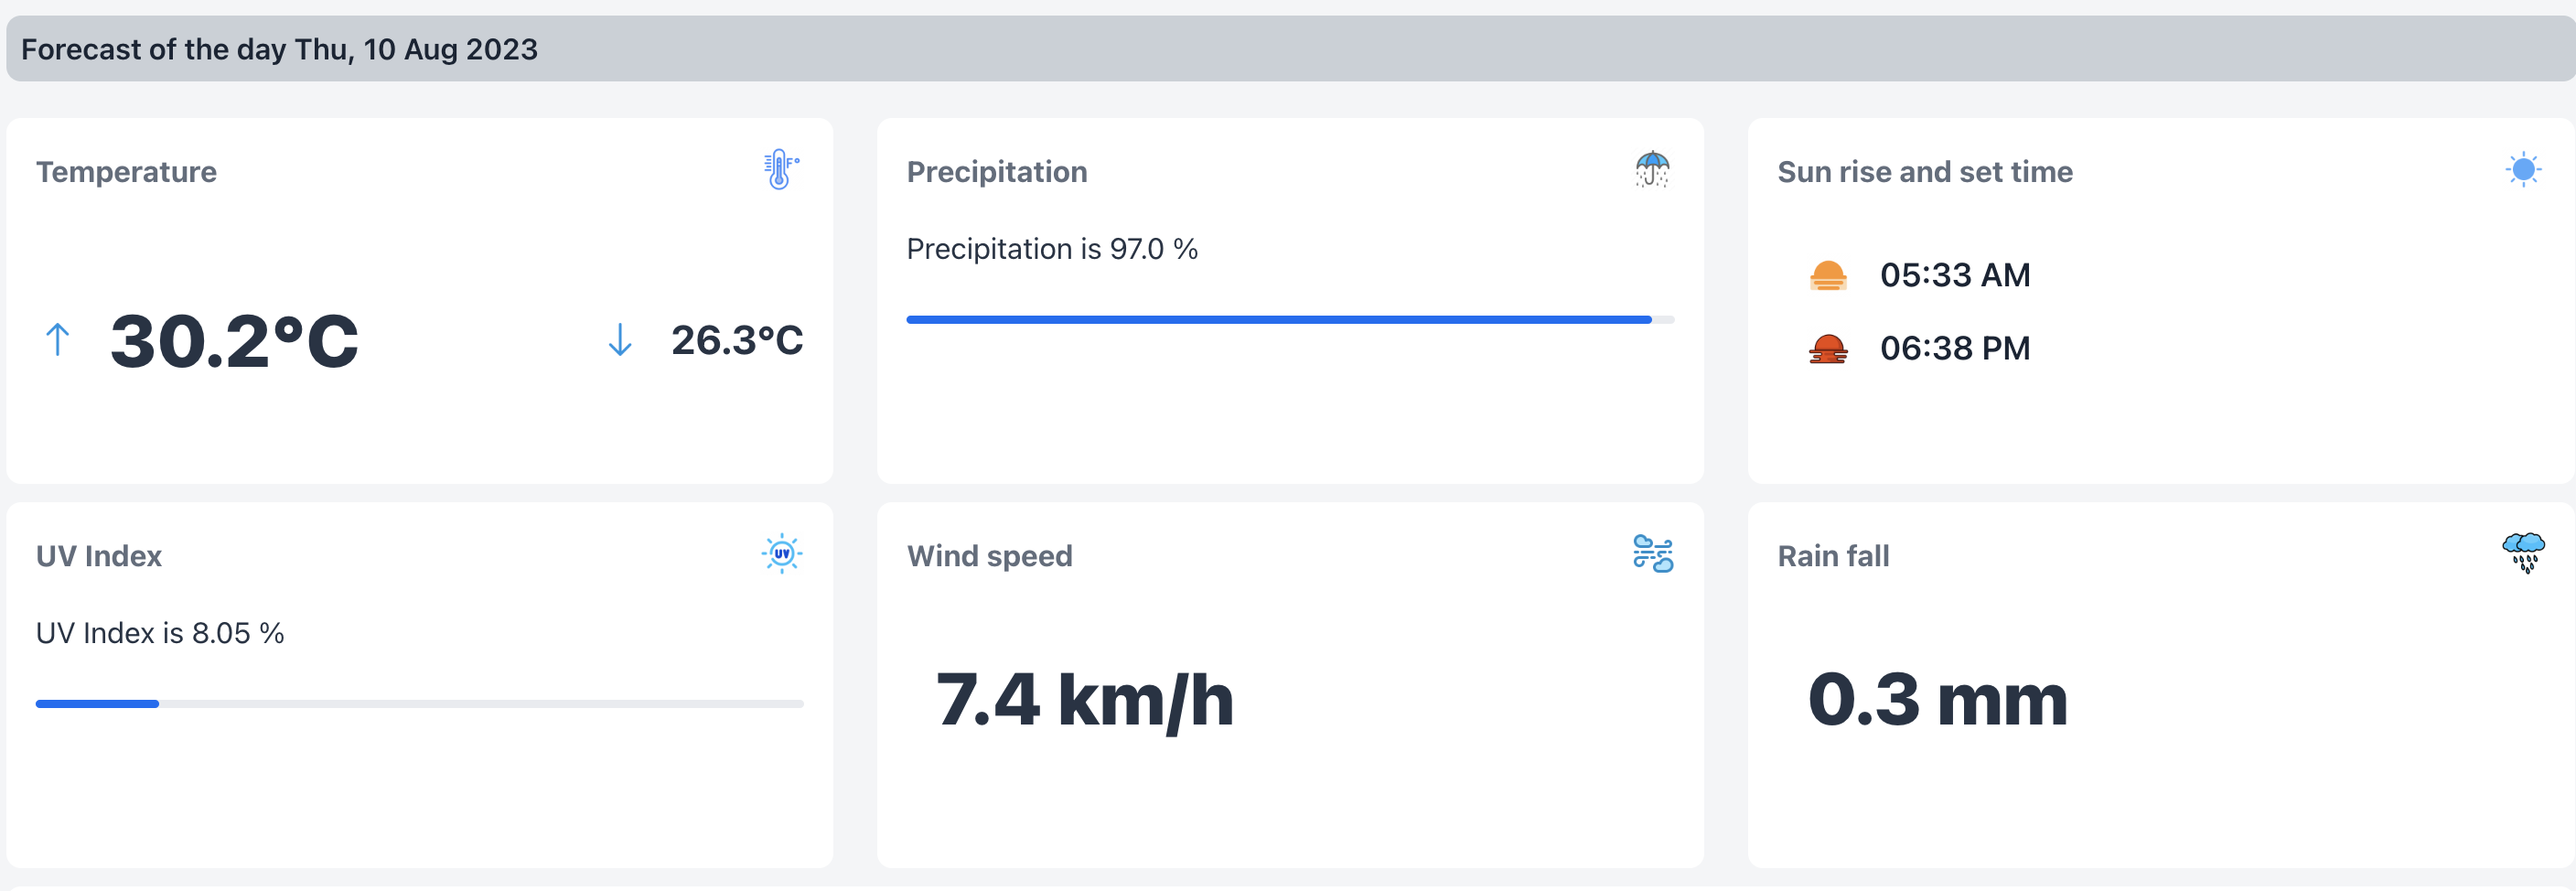 Forecast of the day Thu, 10 Aug 2023
Temperature
F°
↑ 30.2°C ↓ 26.3°C
Precipitation
Precipitation is 97.0 %
Sun rise and set time
05:33 AM
06:38 PM
UV Index
UV
UV Index is 8.05 %
Wind speed
7.4 km/h
Rain fall
0.3 mm